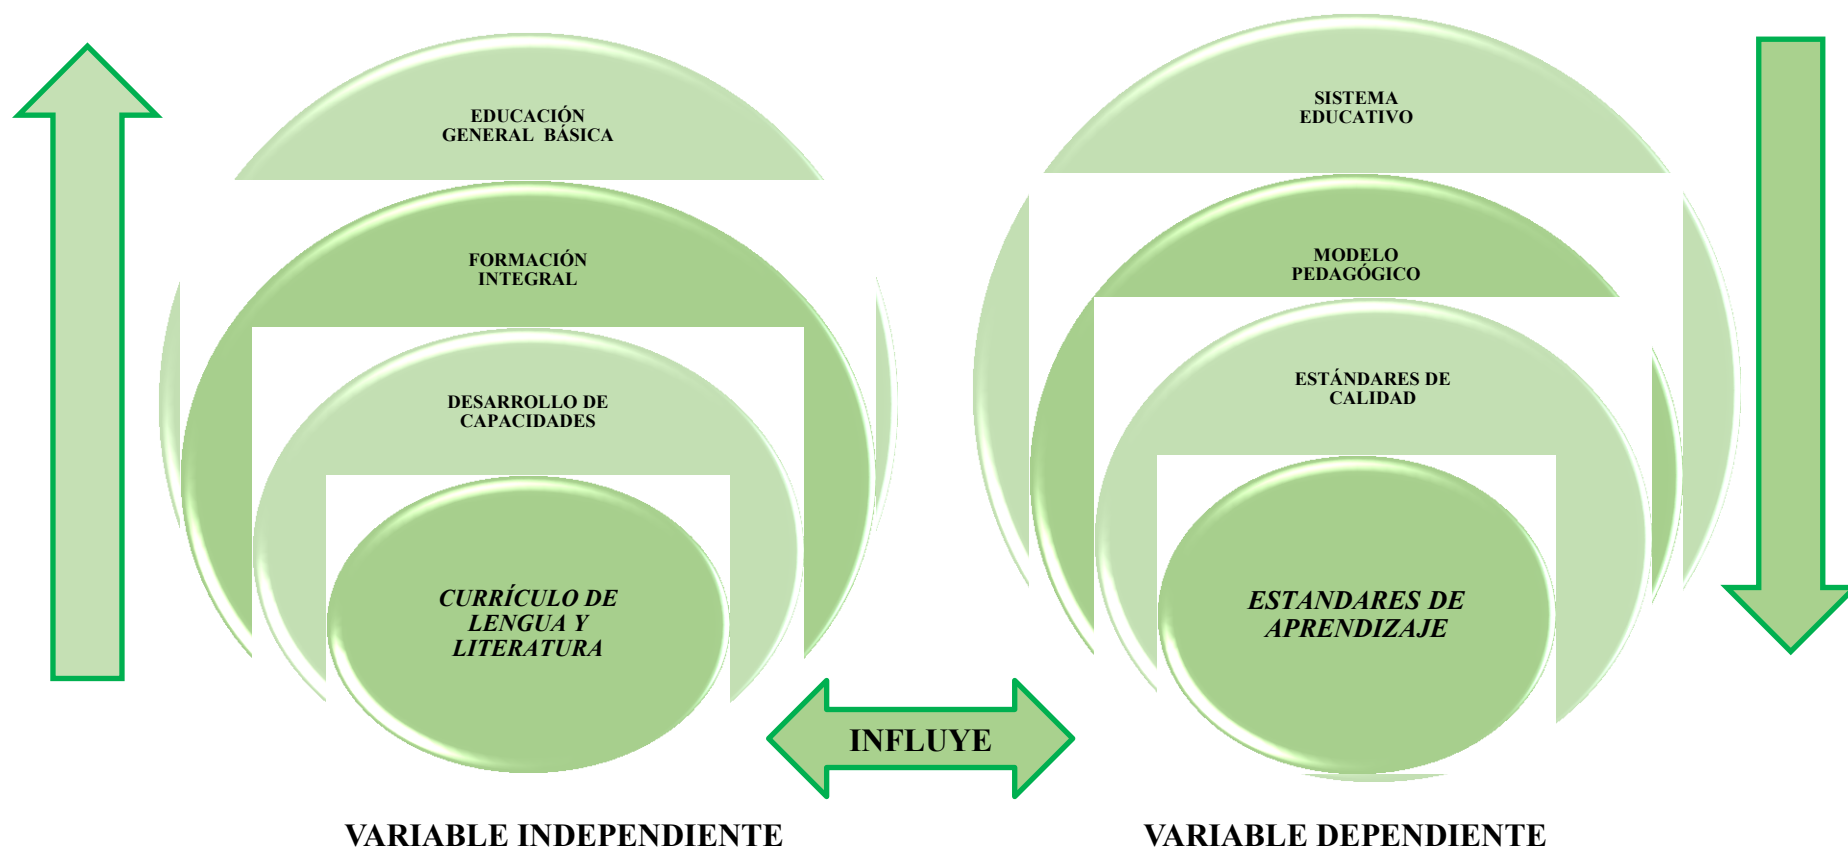 EDUCACIÓN
GENERAL BÁSICA
FORMACIÓN
INTEGRAL
DESARROLLO DE
CAPACIDADES
CURRÍCULO DE
LENGUA Y
LITERATURA
SISTEMA
EDUCATIVO
MODELO
PEDAGÓGICO
ESTÁNDARES DE
CALIDAD
ESTANDARES DE
APRENDIZAJE
INFLUYE
VARIABLE INDEPENDIENTE
VARIABLE DEPENDIENTE